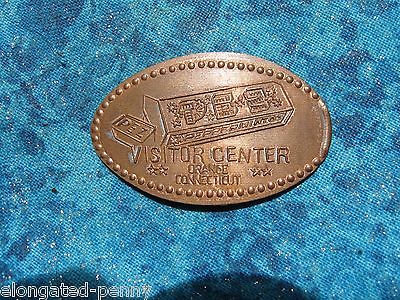 PEZ
PEZ
VISITOR CENTER
ORANGE
CONNECTICUT
elongated-penny